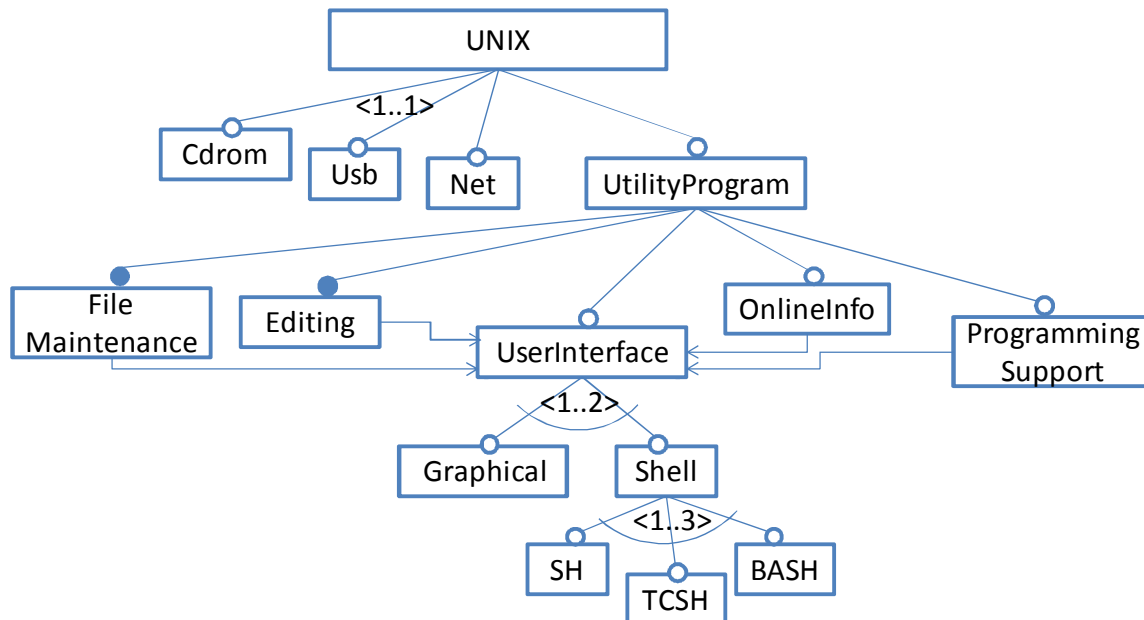 UNIX
<1..1>
Cdrom
Usb
Net
UtilityProgram
File
Maintenance
Editing
UserInterface
OnlineInfo
Programming
Support
<1..2>
Graphical
Shell
<1..3>
SH
TCSH
BASH